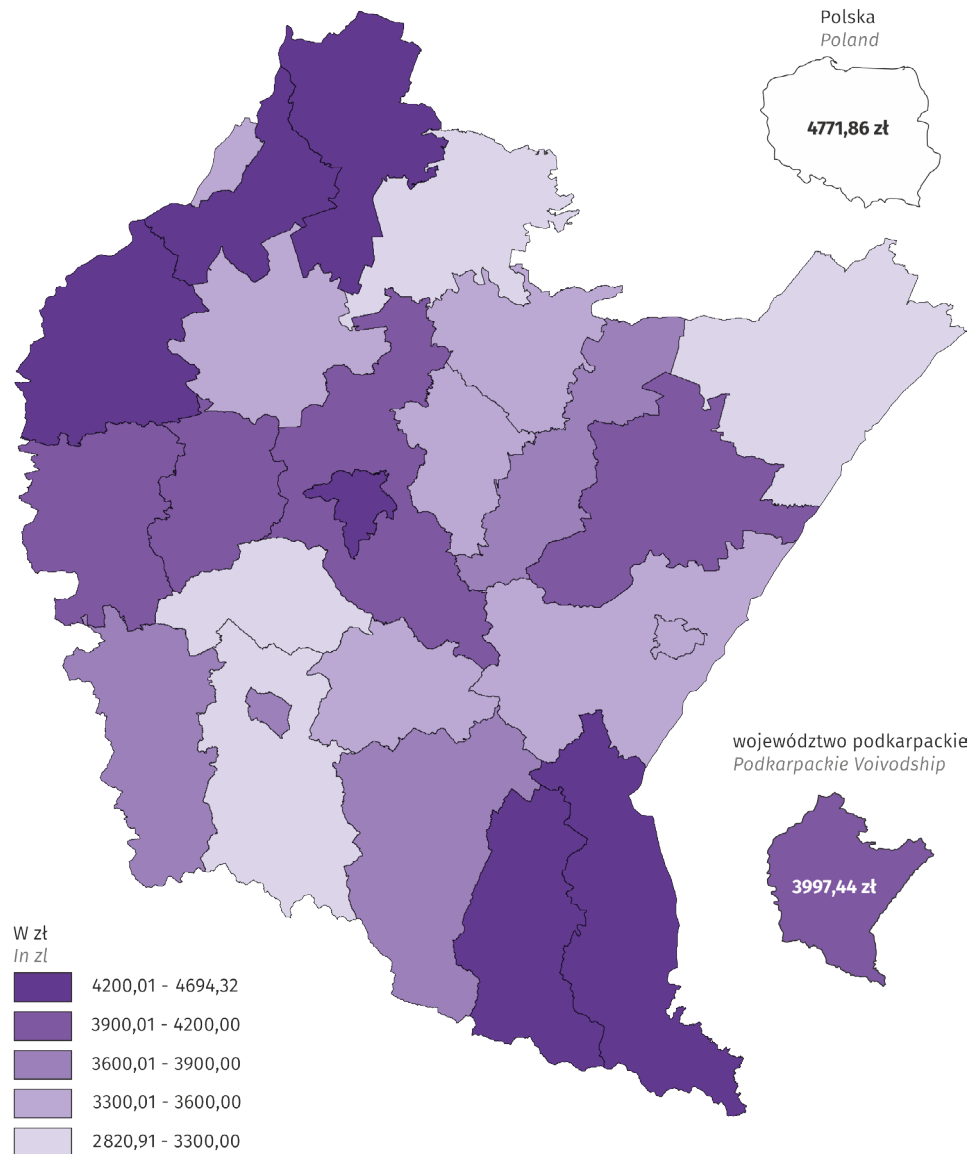 Polska
Poland
4771,86 zł
województwo podkarpackie
Podkarpackie Voivodship
3997,44 zł
W zł
In zl
4200,01 - 4694,32
3900,01 - 4200,00
3600,01 - 3900,00
3300,01 - 3600,00
2820,91 - 3300,00